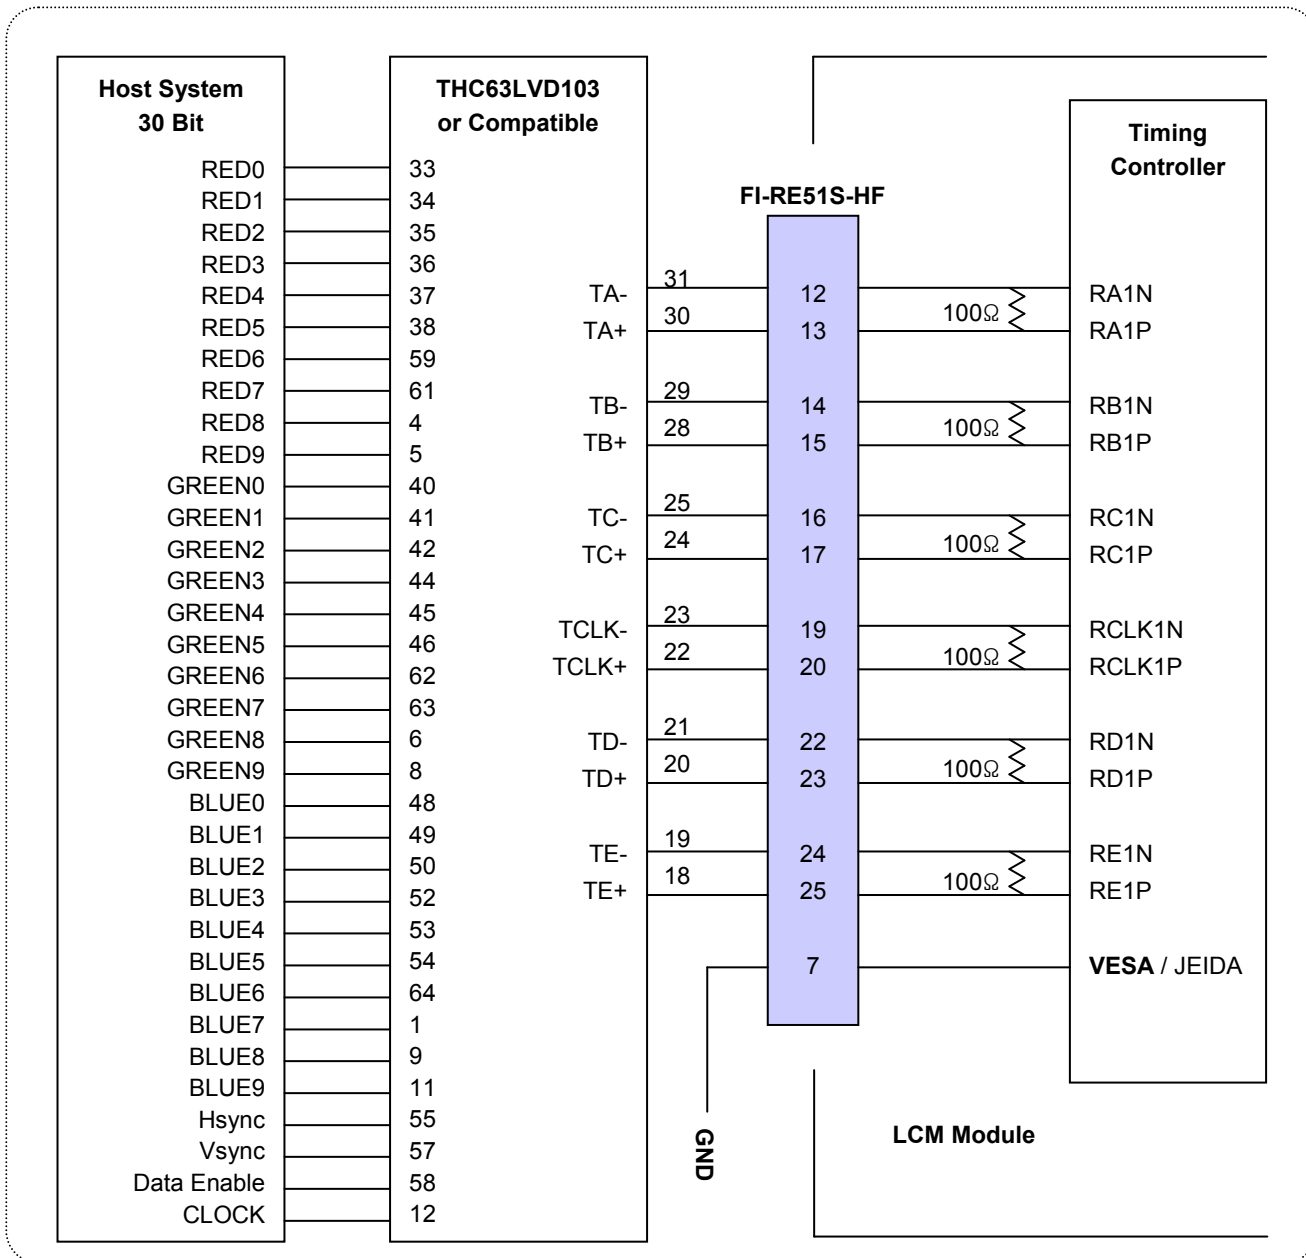 Host System
30 Bit
THC63LVD103
or Compatible
Timing
Controller
FI-RE51S-HF
RED0 33
RED1 34
RED2 35
RED3 36
RED4 37
RED5 38
RED6 59
RED7 61
RED8 4
RED9 5
GREEN0 40
GREEN1 41
GREEN2 42
GREEN3 44
GREEN4 45
GREEN5 46
GREEN6 62
GREEN7 63
GREEN8 6
GREEN9 8
BLUE0 48
BLUE1 49
BLUE2 50
BLUE3 52
BLUE4 53
BLUE5 54
BLUE6 64
BLUE7 1
BLUE8 9
BLUE9 11
Hsync 55
Vsync 57
Data Enable 58
CLOCK 12
TA- 31 12 RA1N
100Ω
TA+ 30 13 RA1P
TB- 29 14 RB1N
100Ω
TB+ 28 15 RB1P
TC- 25 16 RC1N
100Ω
TC+ 24 17 RC1P
TCLK- 23 19 RCLK1N
100Ω
TCLK+ 22 20 RCLK1P
TD- 21 22 RD1N
100Ω
TD+ 20 23 RD1P
TE- 19 24 RE1N
100Ω
TE+ 18 25 RE1P
7 VESA / JEIDA
GND
LCM Module